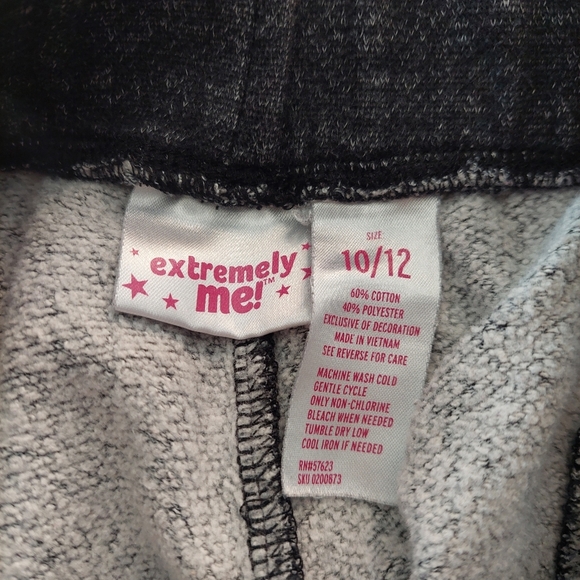 extremely
me!™
SIZE
10/12
60% COTTON
40% POLYESTER
EXCLUSIVE OF DECORATION
MADE IN VIETNAM
SEE REVERSE FOR CARE
MACHINE WASH COLD
GENTLE CYCLE
ONLY NON-CHLORINE
BLEACH WHEN NEEDED
TUMBLE DRY LOW
COOL IRON IF NEEDED
RN#57623
SKU 0200873